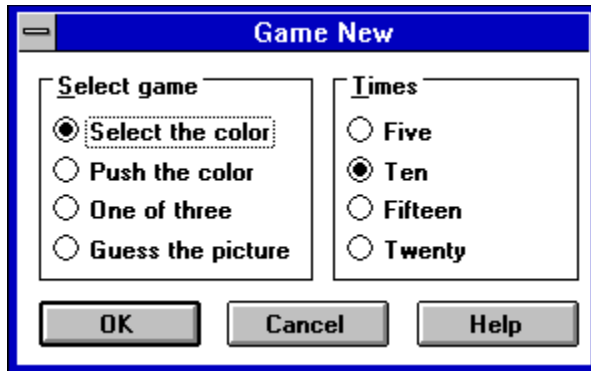 Game New
Select game
Select the color
Push the color
One of three
Guess the picture
Times
Five
Ten
Fifteen
Twenty
OK
Cancel
Help